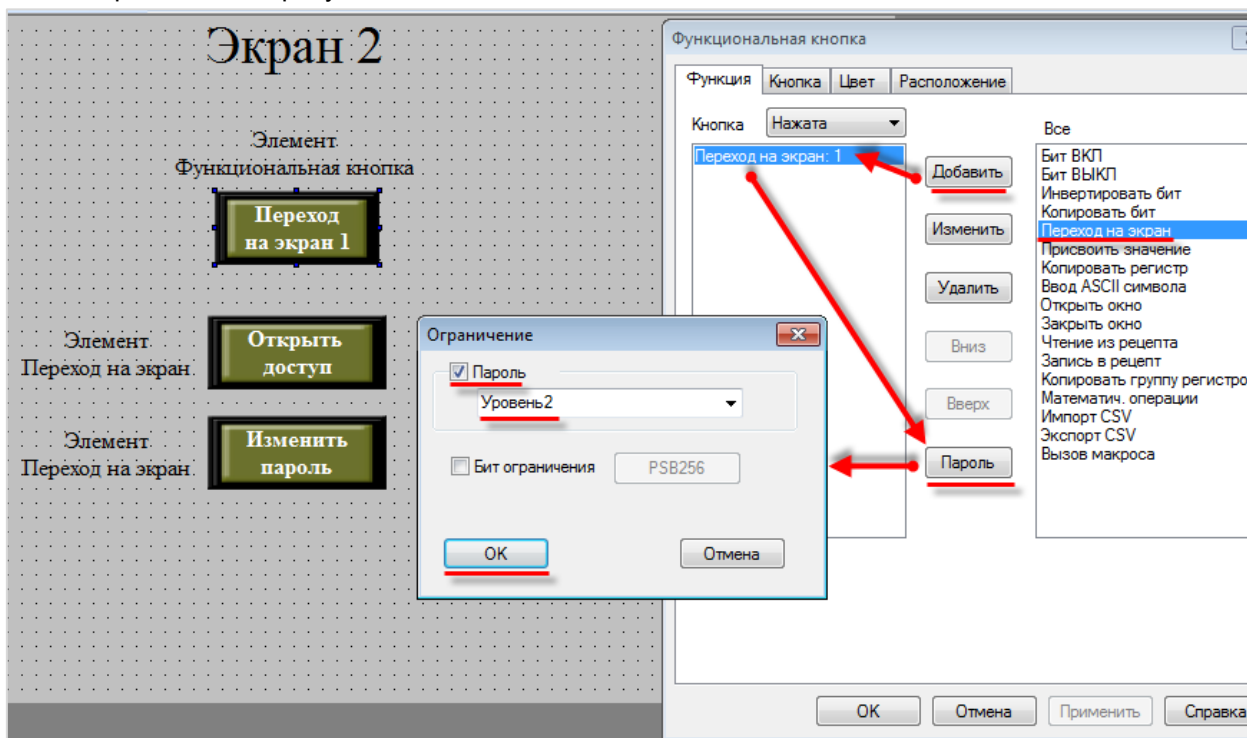 Экран 2
Элемент
Функциональная кнопка
Переход
на экран 1
Элемент
Переход на экран
Открыть
доступ
Элемент
Переход на экран
Изменить
пароль
Функциональная кнопка
Функция Кнопка Цвет Расположение
Кнопка Нажата
Переход на экран: 1
Добавить
Изменить
Удалить
Вниз
Вверх
Пароль
Все
Бит ВКЛ
Бит ВЫКЛ
Инвертировать бит
Копировать бит
Переход на экран
Присвоить значение
Копировать регистр
Ввод ASCII символа
Открыть окно
Закрыть окно
Чтение из рецепта
Запись в рецепт
Копировать группу регистро
Математич. операции
Импорт CSV
Экспорт CSV
Вызов макроса
Ограничение
Пароль
Уровень2
Бит ограничения PSB256
OK Отмена
OK Отмена Применить Справка